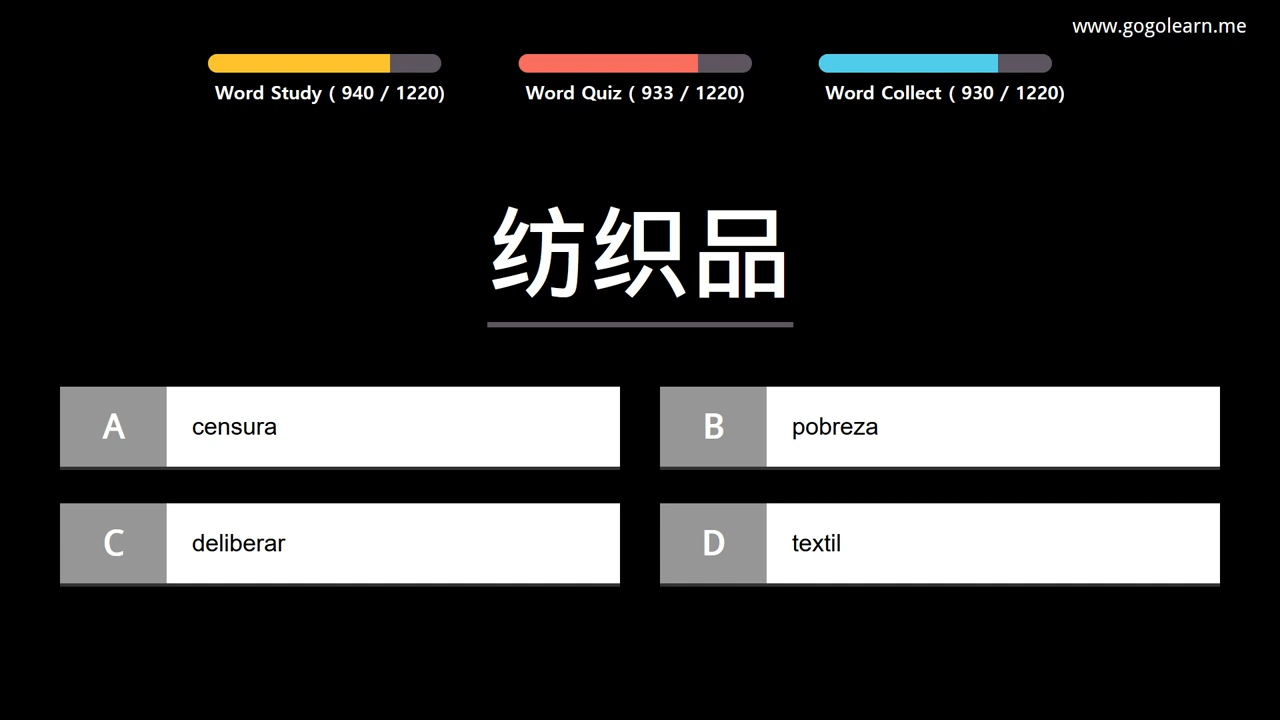 www.gogolearn.me
Word Study ( 940 / 1220)
Word Quiz ( 933 / 1220)
Word Collect ( 930 / 1220)
纺织品
A censura
B pobreza
C deliberar
D textil